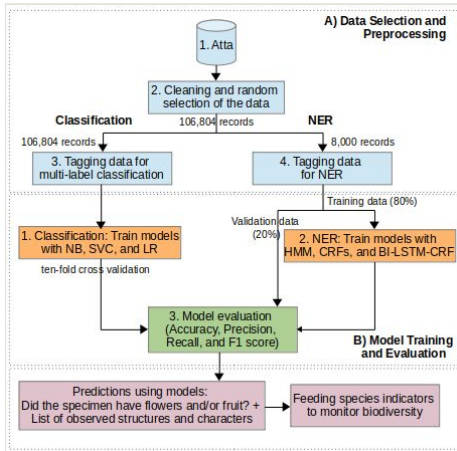 A) Data Selection and
Preprocessing
1. Atta
2. Cleaning and random
selection of the data
106,804 records
Classification
NER
106,804 records
8,000 records
3. Tagging data for
multi-label classification
4. Tagging data
for NER
Training data (80%)
Validation data
(20%)
1. Classification: Train models
with NB, SVC, and LR
2. NER: Train models with
HMM, CRFs, and BI-LSTM-CRF
ten-fold cross validation
3. Model evaluation
(Accuracy, Precision,
Recall, and F1 score)
B) Model Training
and Evaluation
Predictions using models:
Did the specimen have flowers and/or fruit? +
List of observed structures and characters
Feeding species indicators
to monitor biodiversity